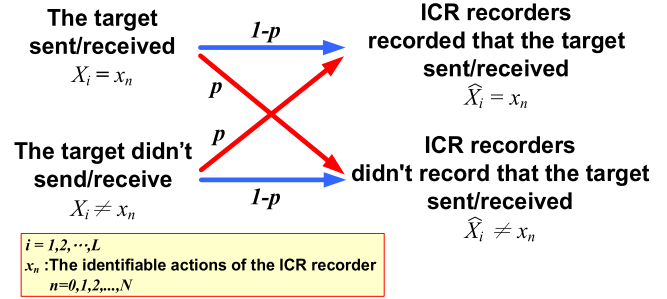 The target
sent/received
Xᵢ = xₙ
1-p
ICR recorders
recorded that the target
sent/received
X̂ᵢ = xₙ
p
p
The target didn't
send/receive
Xᵢ ≠ xₙ
1-p
ICR recorders
didn't record that the target
sent/received
X̂ᵢ ≠ xₙ
i = 1,2,⋯,L
xₙ :The identifiable actions of the ICR recorder
n=0,1,2,...,N